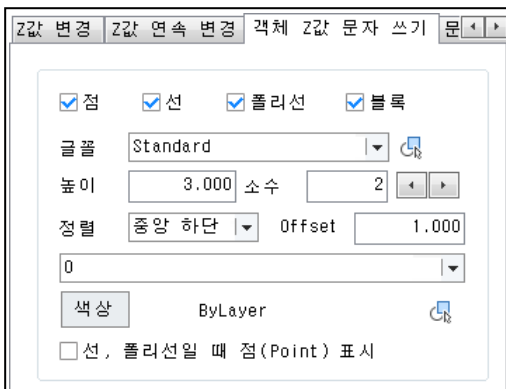 Z값 변경 Z값 연속 변경 객체 Z값 문자 쓰기 문
점 선 폴리선 블록
글꼴 Standard
높이 3.000 소수 2
정렬 중앙 하단 Offset 1.000
0
색상 ByLayer
선, 폴리선일 때 점(Point) 표시